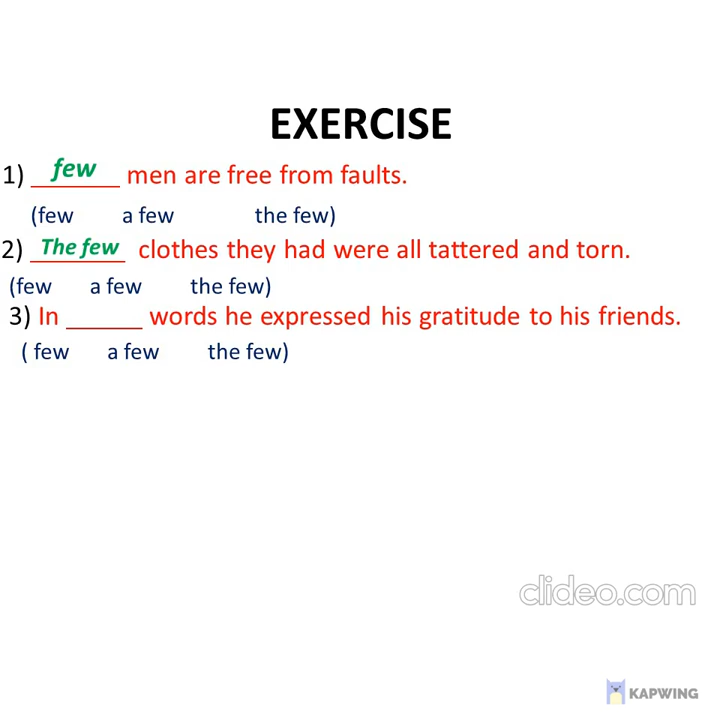 EXERCISE
1) few men are free from faults.
(few a few the few)
2) The few clothes they had were all tattered and torn.
(few a few the few)
3) In ______ words he expressed his gratitude to his friends.
( few a few the few)
clideo.com
KAPWING